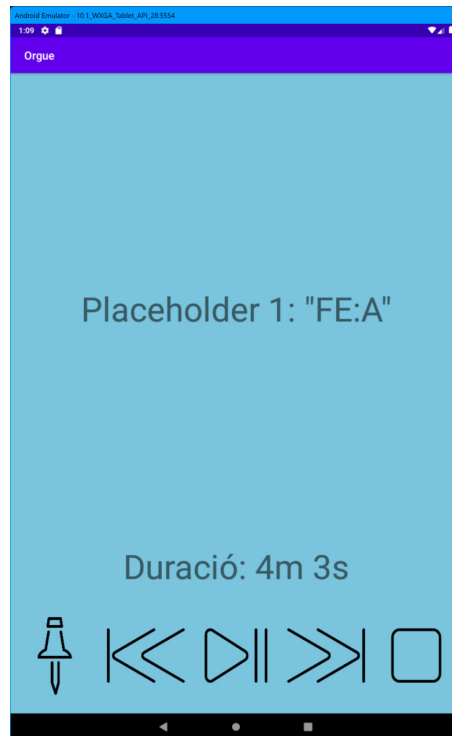 Android Emulator - 10.1_WXGA_Tablet_API_28:5554
1:09
Orgue
Placeholder 1: "FE:A"
Duració: 4m 3s